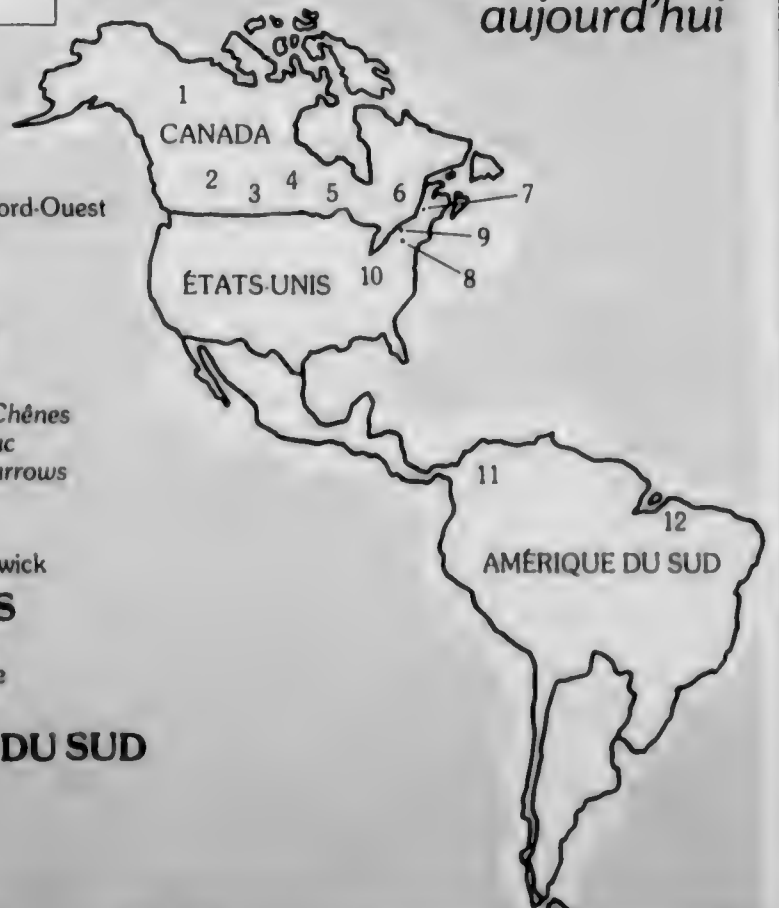 aujourd'hui
1
CANADA
2 3 4 5 6 7
ord-Ouest
9
ÉTATS-UNIS 10 8
Chênes
ac
arrows
11
12
wick
AMÉRIQUE DU SUD
S
e
DU SUD